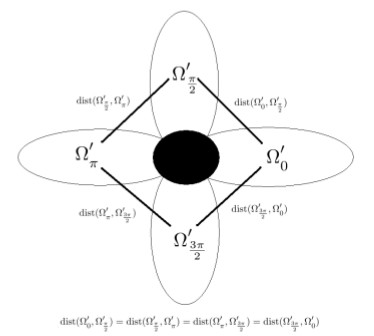 Ω′_{π/2}
dist(Ω′_{π/2}, Ω′_π)
dist(Ω′_0, Ω′_{π/2})
Ω′_π
Ω′_0
dist(Ω′_π, Ω′_{3π/2})
dist(Ω′_{3π/2}, Ω′_0)
Ω′_{3π/2}
dist(Ω′_0, Ω′_{π/2}) = dist(Ω′_{π/2}, Ω′_π) = dist(Ω′_π, Ω′_{3π/2}) = dist(Ω′_{3π/2}, Ω′_0)